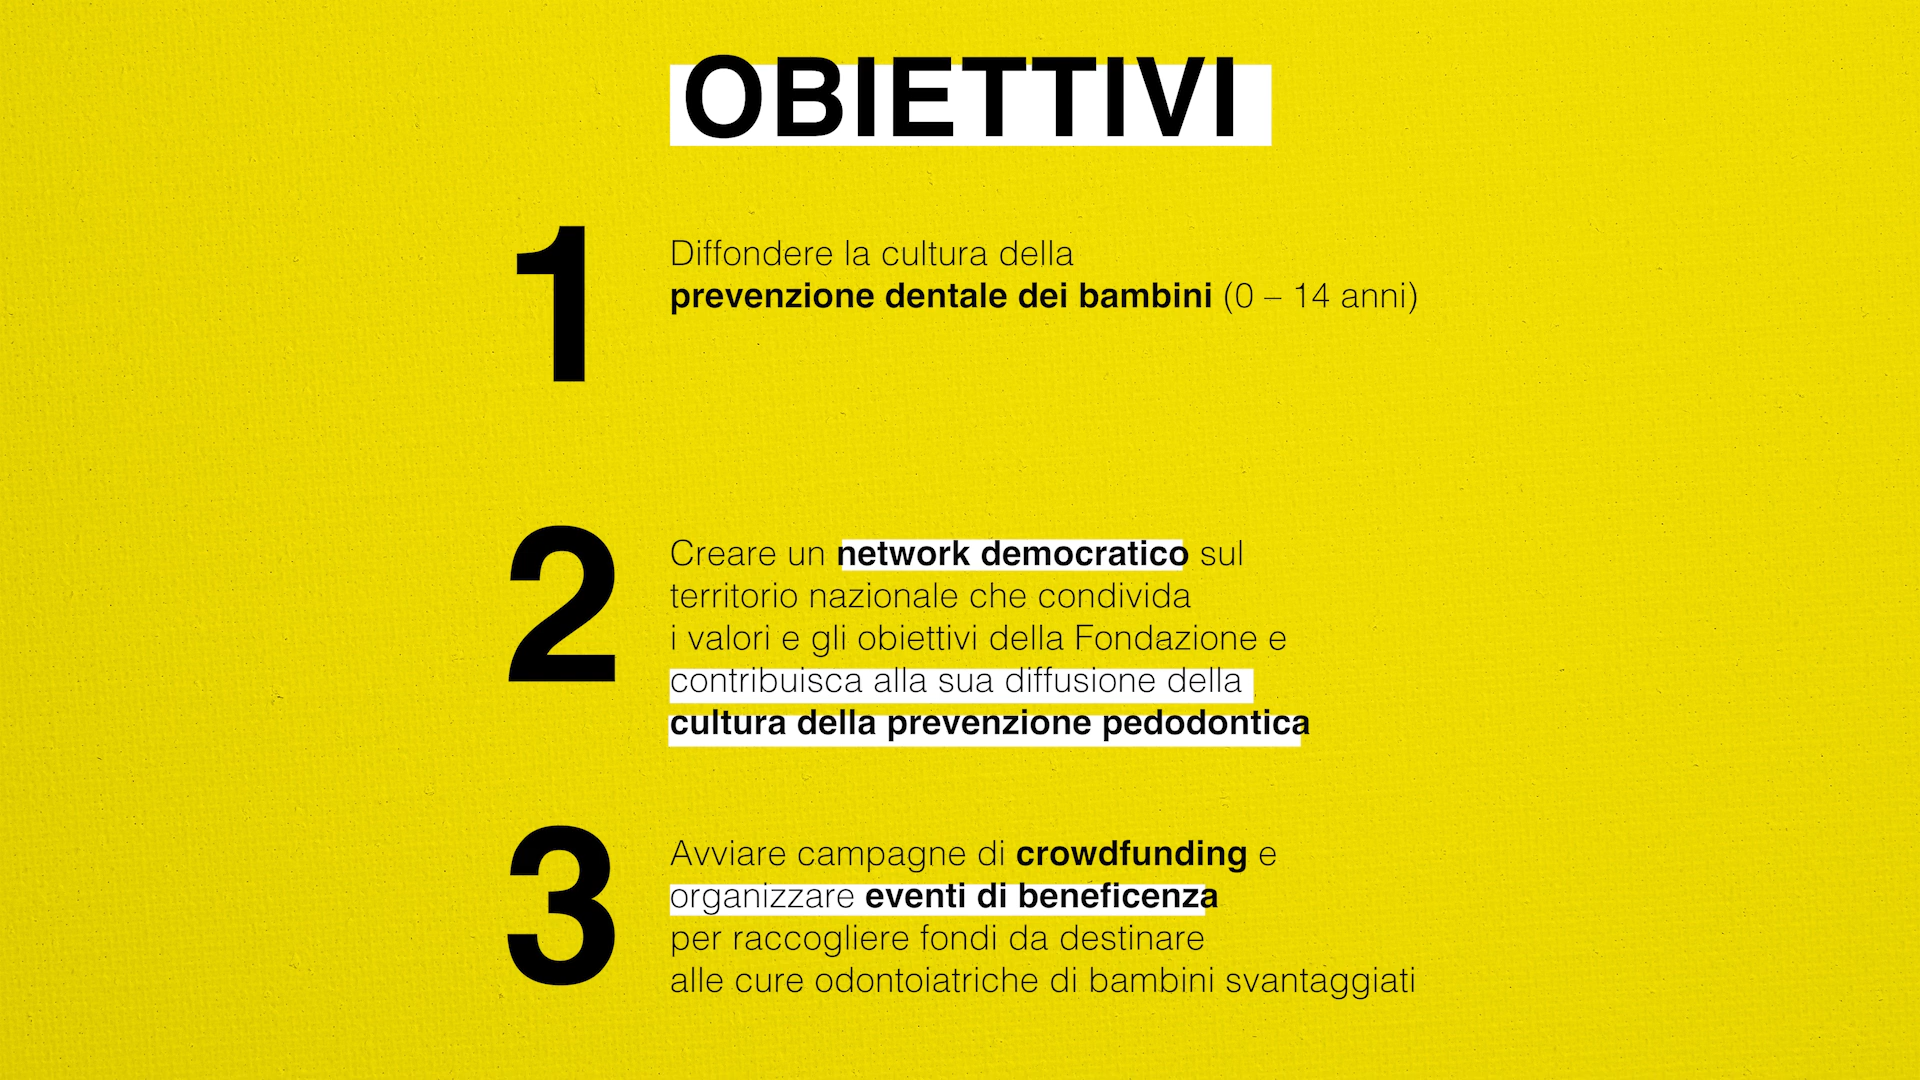 OBIETTIVI
1
Diffondere la cultura della
prevenzione dentale dei bambini (0 – 14 anni)
2
Creare un network democratico sul
territorio nazionale che condivida
i valori e gli obiettivi della Fondazione e
contribuisca alla sua diffusione della
cultura della prevenzione pedodontica
3
Avviare campagne di crowdfunding e
organizzare eventi di beneficenza
per raccogliere fondi da destinare
alle cure odontoiatriche di bambini svantaggiati